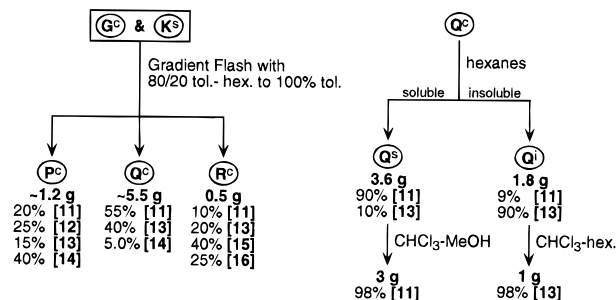 Gᶜ & Kˢ
Gradient Flash with
80/20 tol.- hex. to 100% tol.
Pᶜ
~1.2 g
20% [11]
25% [12]
15% [13]
40% [14]
Qᶜ
~5.5 g
55% [11]
40% [13]
5.0% [14]
Rᶜ
0.5 g
10% [11]
20% [13]
40% [15]
25% [16]
Qᶜ
hexanes
soluble
insoluble
Qˢ
3.6 g
90% [11]
10% [13]
CHCl₃-MeOH
3 g
98% [11]
Qⁱ
1.8 g
9% [11]
90% [13]
CHCl₃-hex.
1 g
98% [13]